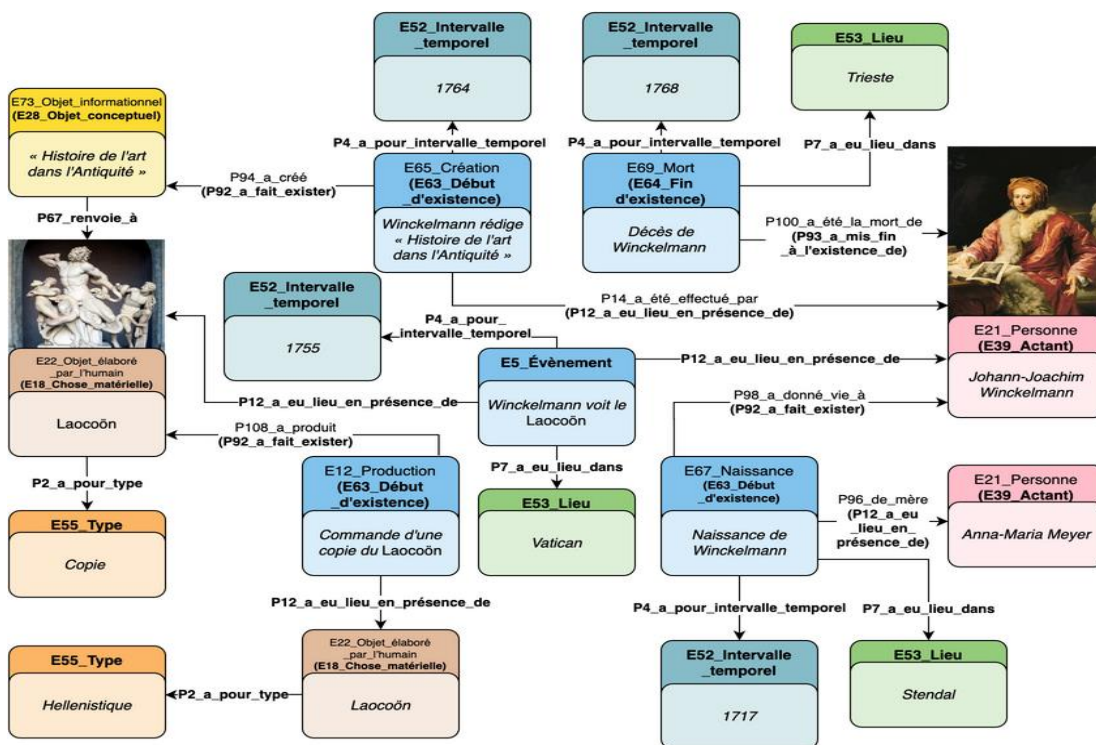 E52_Intervalle
_temporel
1764
E52_Intervalle
_temporel
1768
E53_Lieu
Trieste
E73_Objet_informationnel
(E28_Objet_conceptuel)
« Histoire de l'art
dans l'Antiquité »
P4_a_pour_intervalle_temporel
P4_a_pour_intervalle_temporel
P7_a_eu_lieu_dans
P94_a_créé
(P92_a_fait_exister)
E65_Création
(E63_Début
_d'existence)
Winckelmann rédige
« Histoire de l'art
dans l'Antiquité »
E69_Mort
(E64_Fin
d'existence)
Décès de
Winckelmann
P100_a_été_la_mort_de
(P93_a_mis_fin
_à_l'existence_de)
P67_renvoie_à
E52_Intervalle
_temporel
1755
P4_a_pour_
intervalle_temporel
P14_a_été_effectué_par
(P12_a_eu_lieu_en_présence_de)
E22_Objet_élaboré
_par_l'humain
(E18_Chose_matérielle)
Laocoön
P12_a_eu_lieu_en_présence_de
E5_Évènement
Winckelmann voit le
Laocoön
P12_a_eu_lieu_en_présence_de
E21_Personne
(E39_Actant)
Johann-Joachim
Winckelmann
P98_a_donné_vie_à
(P92_a_fait_exister)
P108_a_produit
(P92_a_fait_exister)
P2_a_pour_type
E12_Production
(E63_Début
_d'existence)
Commande d'une
copie du Laocoön
P7_a_eu_lieu_dans
E53_Lieu
Vatican
E67_Naissance
(E63_Début
_d'existence)
Naissance de
Winckelmann
P96_de_mère
(P12_a_eu
_lieu_en_
présence_de)
E21_Personne
(E39_Actant)
Anna-Maria Meyer
E55_Type
Copie
P12_a_eu_lieu_en_présence_de
P4_a_pour_intervalle_temporel
P7_a_eu_lieu_dans
E55_Type
Hellenistique
P2_a_pour_type
E22_Objet_élaboré
_par_l'humain
(E18_Chose_matérielle)
Laocoön
E52_Intervalle
_temporel
1717
E53_Lieu
Stendal